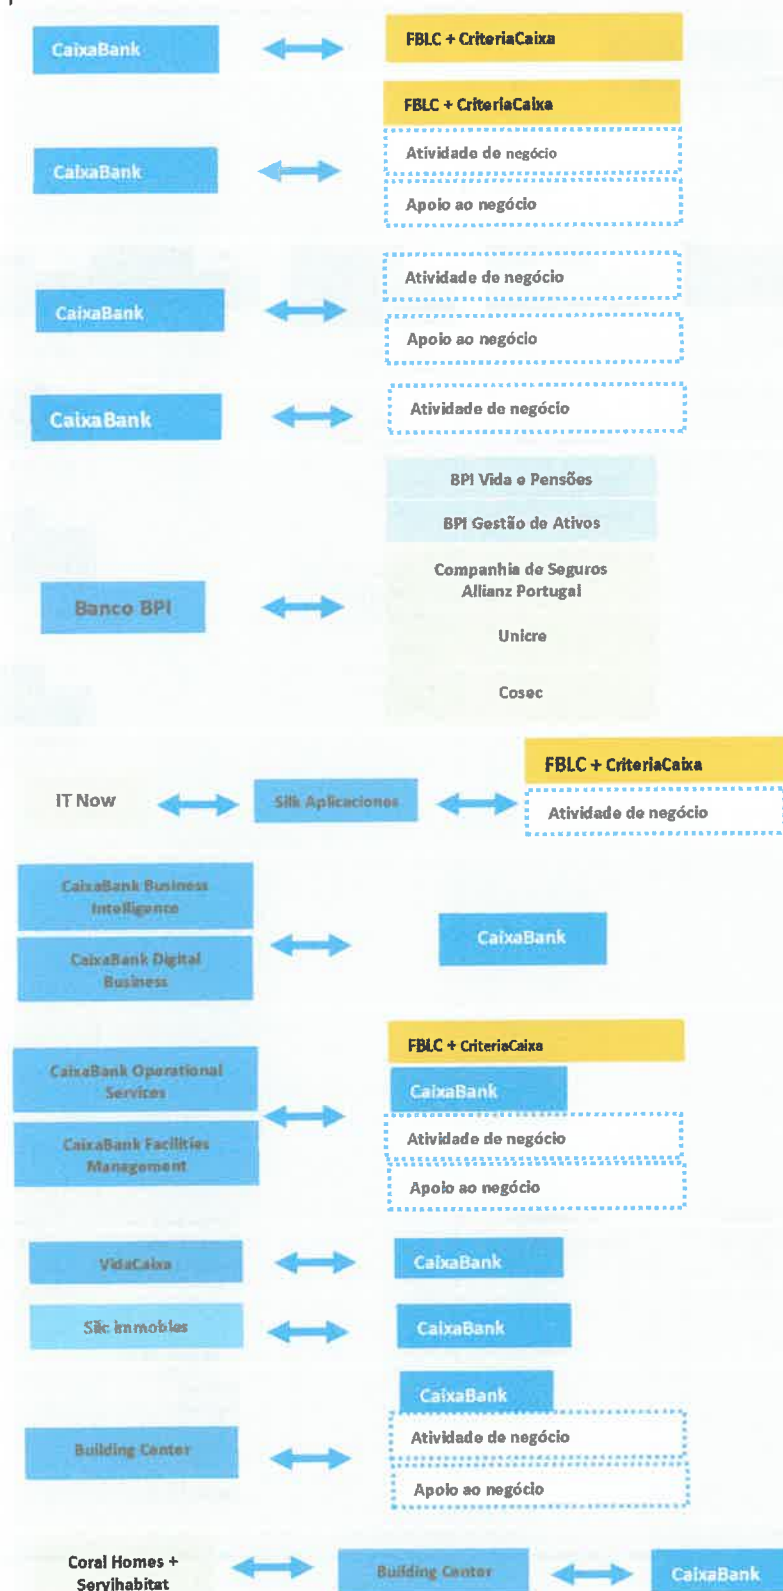 CaixaBank
FBLC + CriteriaCaixa
CaixaBank
FBLC + CriteriaCaixa
Atividade de negócio
Apoio ao negócio
CaixaBank
Atividade de negócio
Apoio ao negócio
CaixaBank
Atividade de negócio
Banco BPI
BPI Vida e Pensões
BPI Gestão de Ativos
Companhia de Seguros
Allianz Portugal
Unicre
Cosec
IT Now
Silk Aplicaciones
FBLC + CriteriaCaixa
Atividade de negócio
CaixaBank Business
Intelligence
CaixaBank Digital
Business
CaixaBank
CaixaBank Operational
Services
CaixaBank Facilities
Management
FBLC + CriteriaCaixa
CaixaBank
Atividade de negócio
Apoio ao negócio
VidaCaixa
CaixaBank
Silc immobles
CaixaBank
Building Center
CaixaBank
Atividade de negócio
Apoio ao negócio
Coral Homes +
Servihabitat
Building Center
CaixaBank